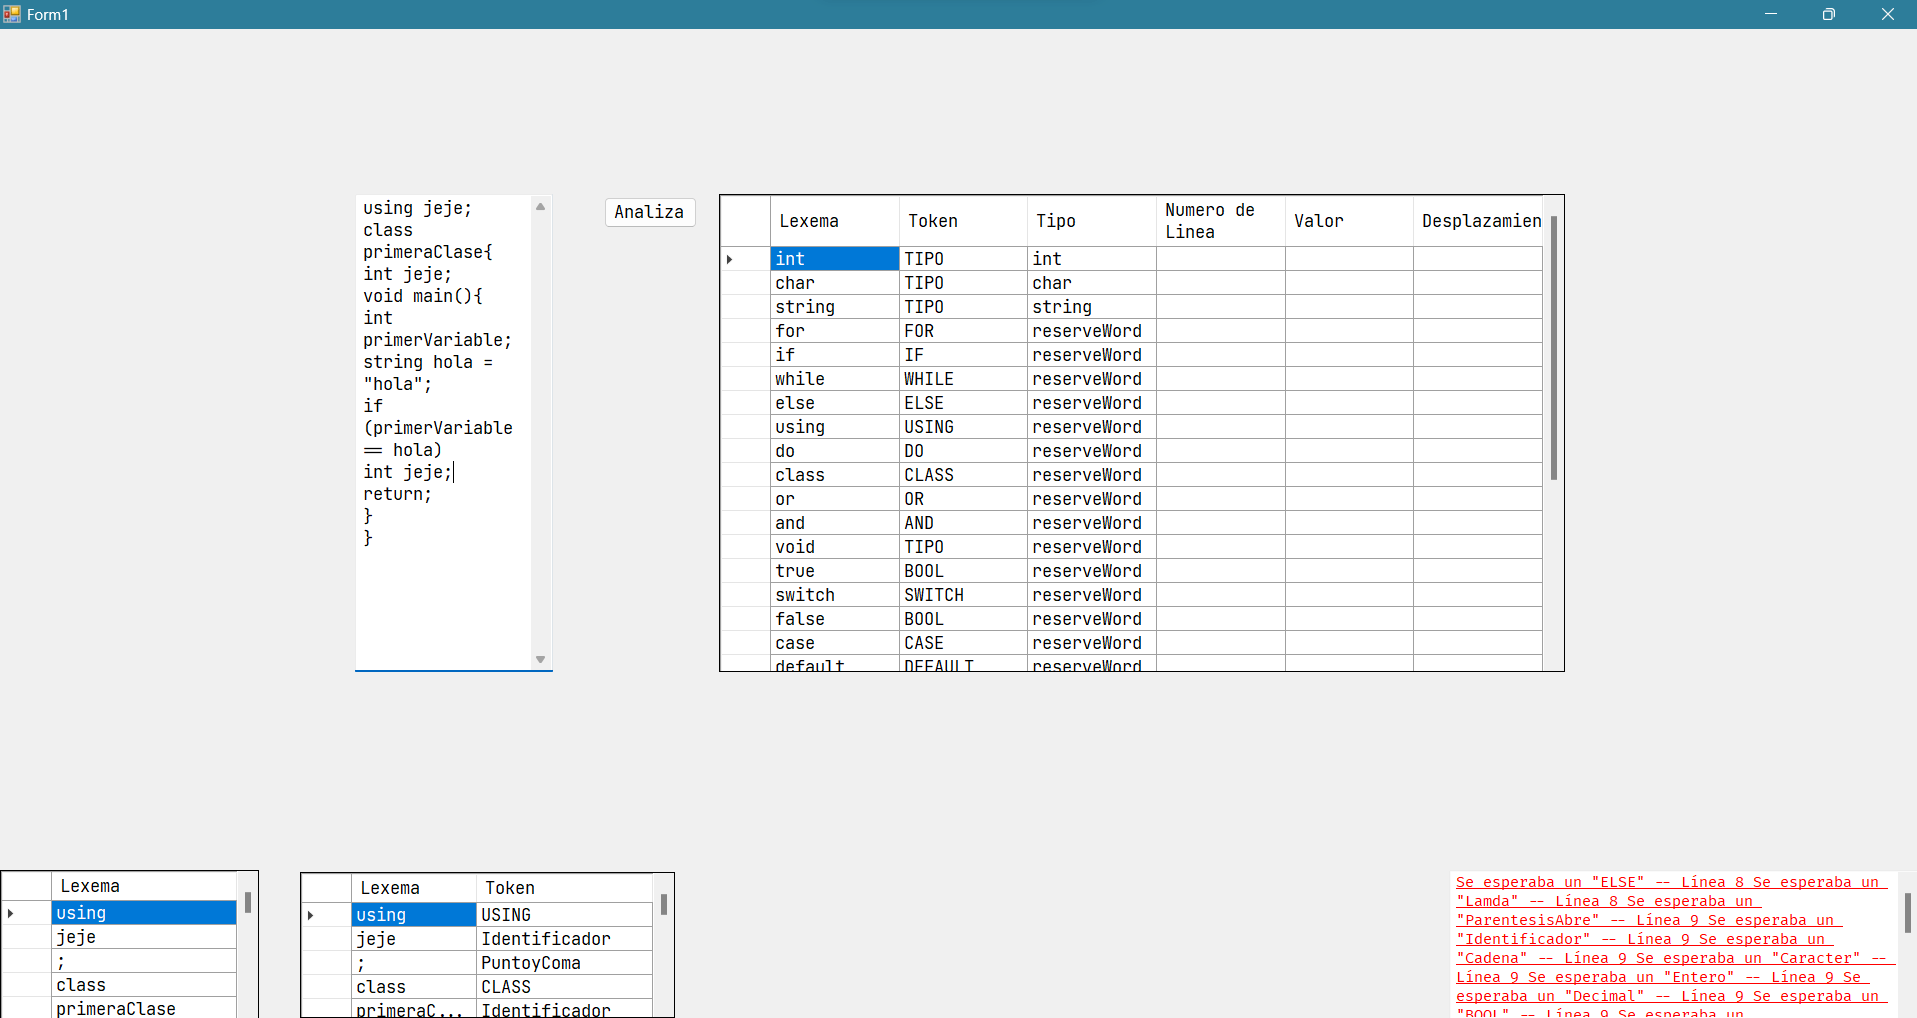 Form1
using jeje;
class
primeraClase{
int jeje;
void main(){
int
primerVariable;
string hola =
"hola";
if
(primerVariable
== hola)
int jeje;
return;
}
}
Analiza
Lexema Token Tipo Numero de Linea Valor Desplazamien
int TIPO int
char TIPO char
string TIPO string
for FOR reserveWord
if IF reserveWord
while WHILE reserveWord
else ELSE reserveWord
using USING reserveWord
do DO reserveWord
class CLASS reserveWord
or OR reserveWord
and AND reserveWord
void TIPO reserveWord
true BOOL reserveWord
switch SWITCH reserveWord
false BOOL reserveWord
case CASE reserveWord
default DEFAULT reserveWord
Lexema
using
jeje
;
class
primeraClase
Lexema Token
using USING
jeje Identificador
; PuntoyComa
class CLASS
primeraC... Identificador
Se esperaba un "ELSE" -- Línea 8 Se esperaba un
"Lamda" -- Línea 8 Se esperaba un
"ParentesisAbre" -- Línea 9 Se esperaba un
"Identificador" -- Línea 9 Se esperaba un
"Cadena" -- Línea 9 Se esperaba un "Caracter" --
Línea 9 Se esperaba un "Entero" -- Línea 9 Se
esperaba un "Decimal" -- Línea 9 Se esperaba un
"BOOL" -- Línea 9 Se esperaba un